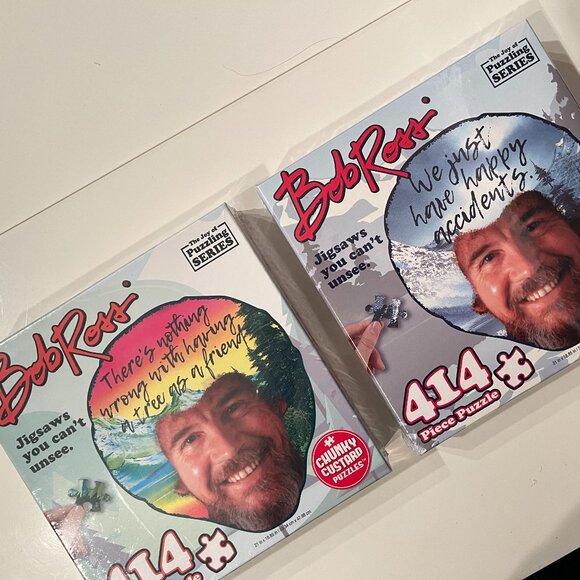 Bob Ross
The Joy of
Puzzling
SERIES
Jigsaws
you can't
unsee.
There's nothing
wrong with having
a tree as a friend
CHUNKY
CUSTARD
PUZZLES
414
Bob Ross
The Joy of
Puzzling
SERIES
Jigsaws
you can't
unsee.
We just
have happy
accidents.
414
Piece Puzzle